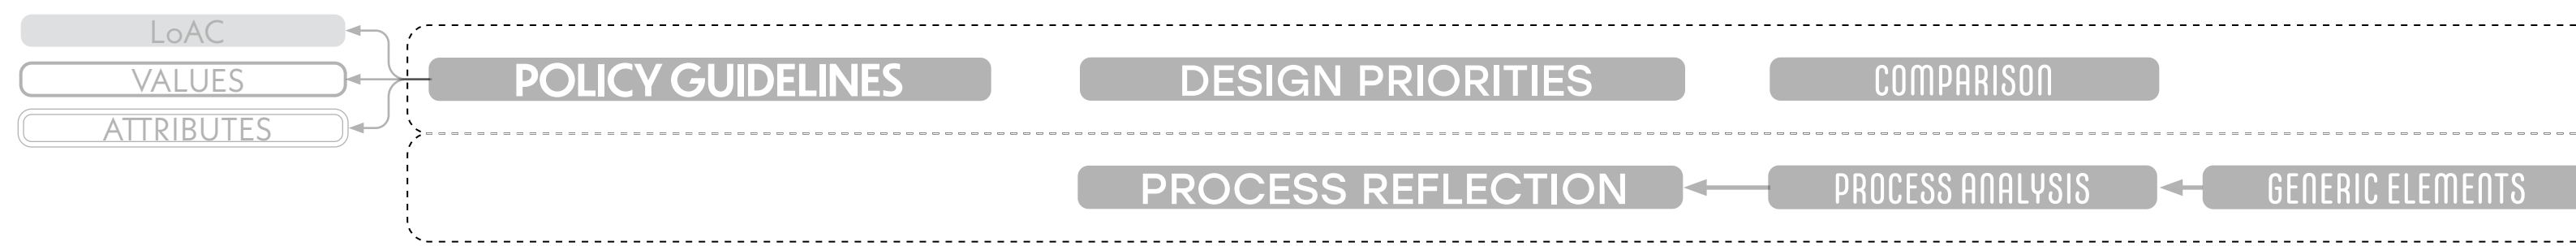 LoAC
VALUES
ATTRIBUTES
POLICY GUIDELINES
DESIGN PRIORITIES
COMPARISON
PROCESS REFLECTION
PROCESS ANALYSIS
GENERIC ELEMENTS